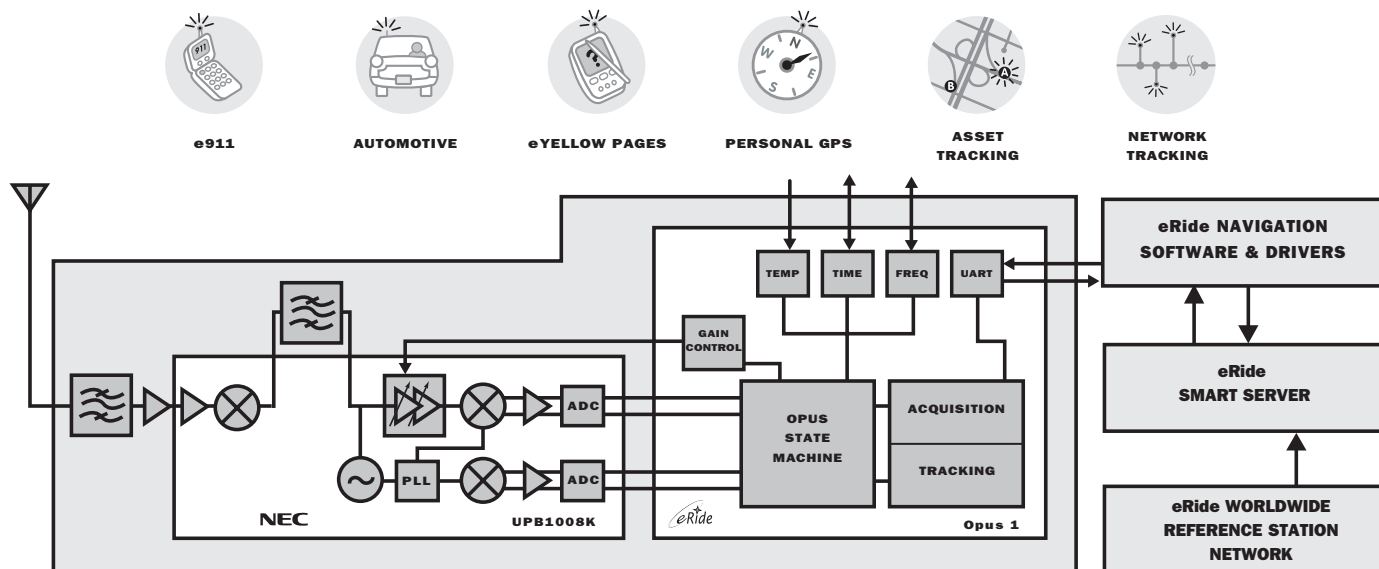 911
W N E S
A
B
e911
AUTOMOTIVE
eYELLOW PAGES
PERSONAL GPS
ASSET
TRACKING
NETWORK
TRACKING
TEMP
TIME
FREQ
UART
eRide NAVIGATION
SOFTWARE & DRIVERS
GAIN
CONTROL
eRide
SMART SERVER
ADC
OPUS
STATE
MACHINE
ACQUISITION
TRACKING
PLL
ADC
NEC
UPB1008K
eRide
Opus 1
eRide WORLDWIDE
REFERENCE STATION
NETWORK